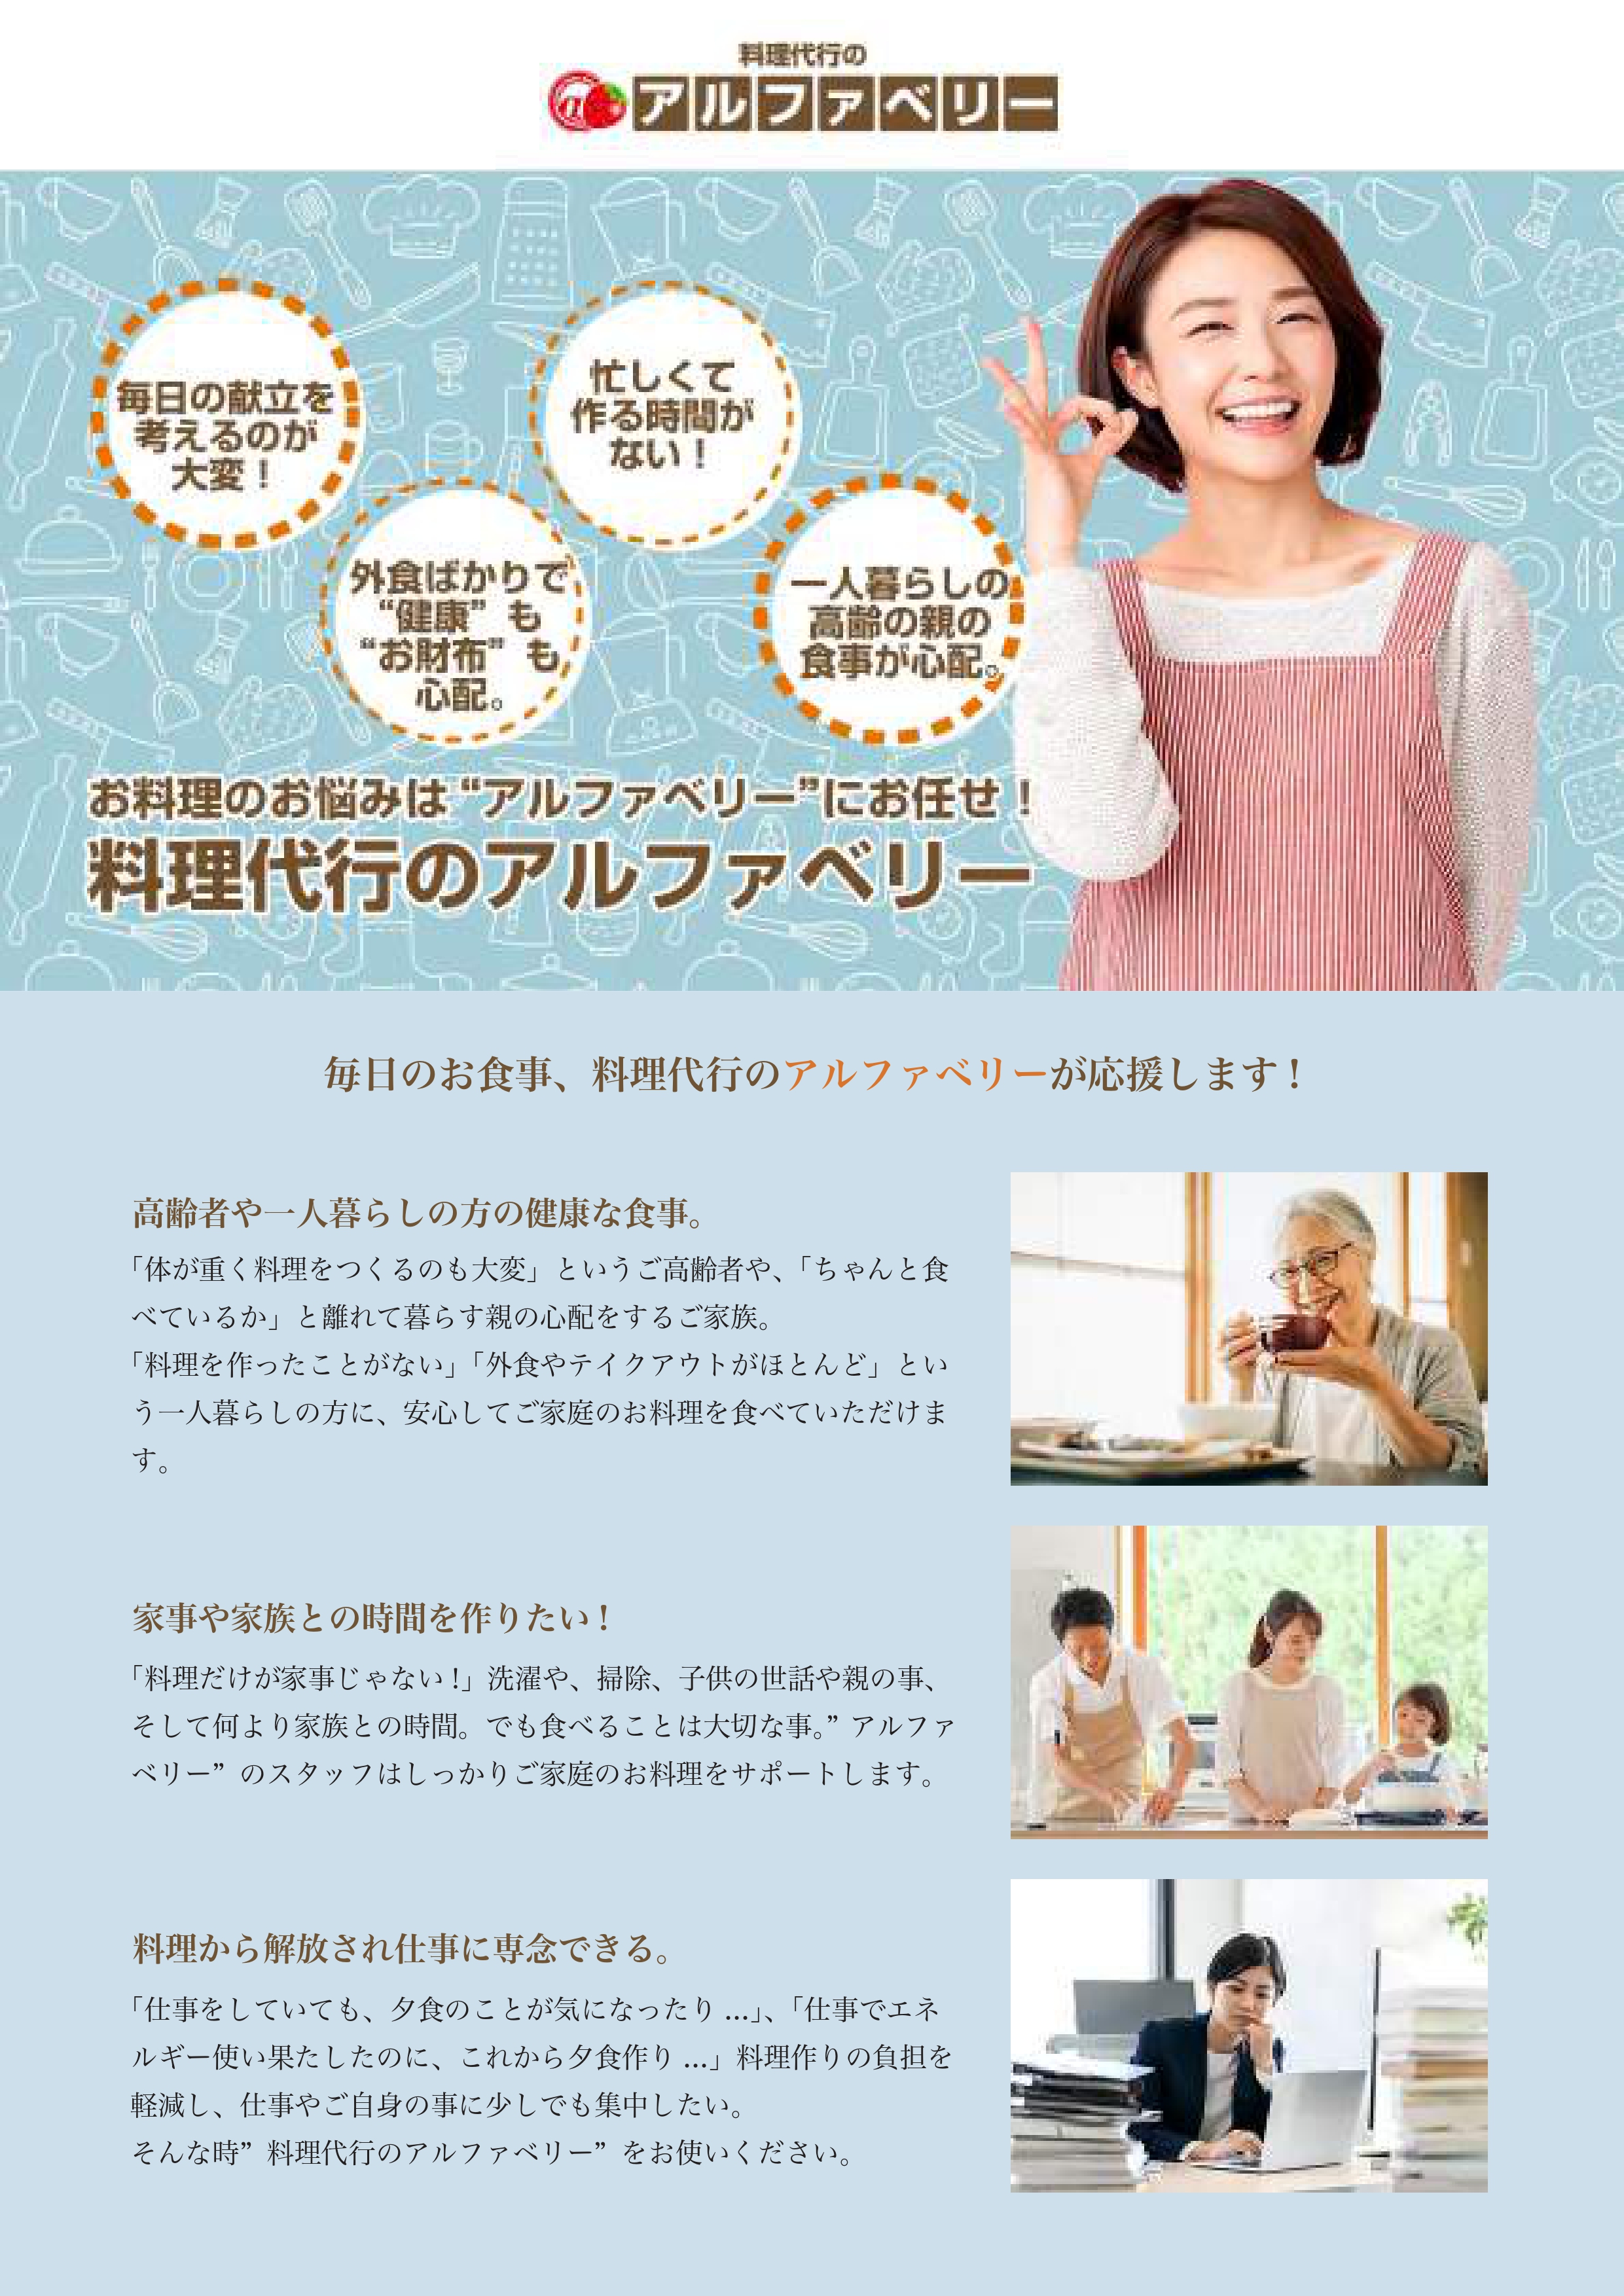 料理代行の
アルファベリー
毎日の献立を
考えるのが
大変！
忙しくて
作る時間が
ない！
外食ばかりで
“健康” も
“お財布” も
心配。
一人暮らしの
高齢の親の
食事が心配。
お料理のお悩みは“アルファベリー”にお任せ！
料理代行のアルファベリー
毎日のお食事、料理代行のアルファベリーが応援します！
高齢者や一人暮らしの方の健康な食事。
「体が重く料理をつくるのも大変」というご高齢者や、「ちゃんと食
べているか」と離れて暮らす親の心配をするご家族。
「料理を作ったことがない」「外食やテイクアウトがほとんど」とい
う一人暮らしの方に、安心してご家庭のお料理を食べていただけま
す。
家事や家族との時間を作りたい！
「料理だけが家事じゃない！」洗濯や、掃除、子供の世話や親の事、
そして何より家族との時間。でも食べることは大切な事。” アルファ
ベリー” のスタッフはしっかりご家庭のお料理をサポートします。
料理から解放され仕事に専念できる。
「仕事をしていても、夕食のことが気になったり ...」、「仕事でエネ
ルギー使い果たしたのに、これから夕食作り ...」料理作りの負担を
軽減し、仕事やご自身の事に少しでも集中したい。
そんな時” 料理代行のアルファベリー” をお使いください。